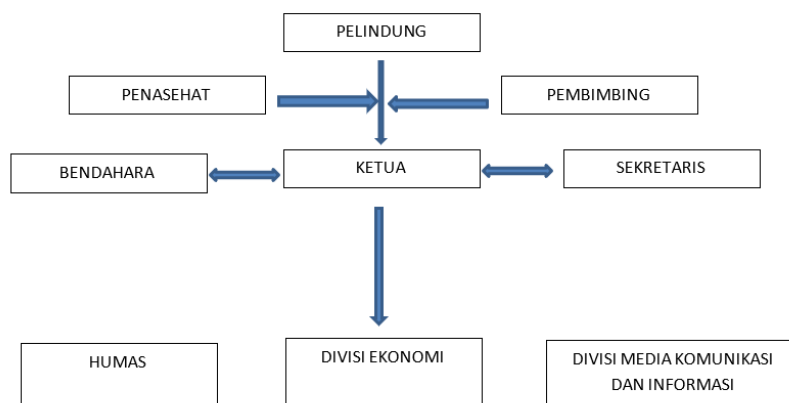 PELINDUNG
PENASEHAT
PEMBIMBING
BENDAHARA
KETUA
SEKRETARIS
HUMAS
DIVISI EKONOMI
DIVISI MEDIA KOMUNIKASI
DAN INFORMASI